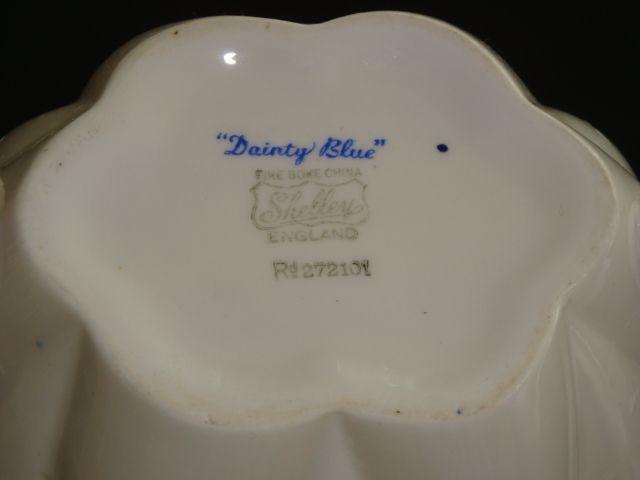 "Dainty Blue"
FINE BONE CHINA
Shelley
ENGLAND
Rd 272101